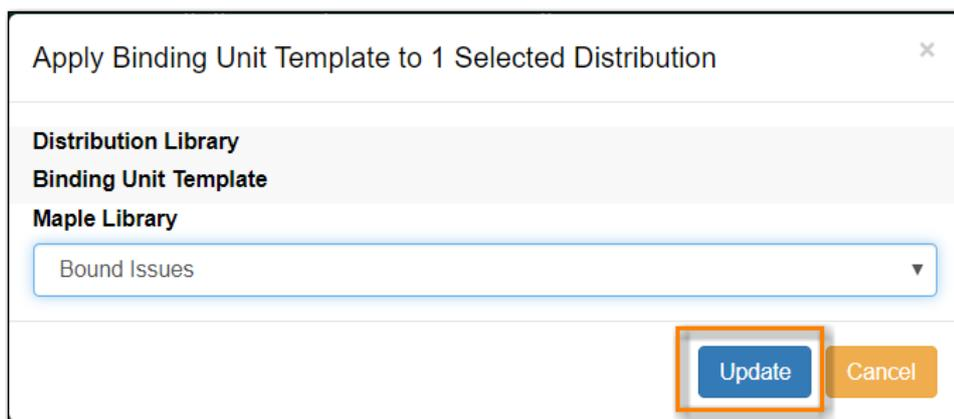 Apply Binding Unit Template to 1 Selected Distribution ×
Distribution Library
Binding Unit Template
Maple Library
Bound Issues
Update Cancel